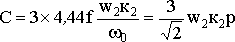 C = 3 × 4,44f w₂κ₂/ω₀ = 3/√2 w₂κ₂p